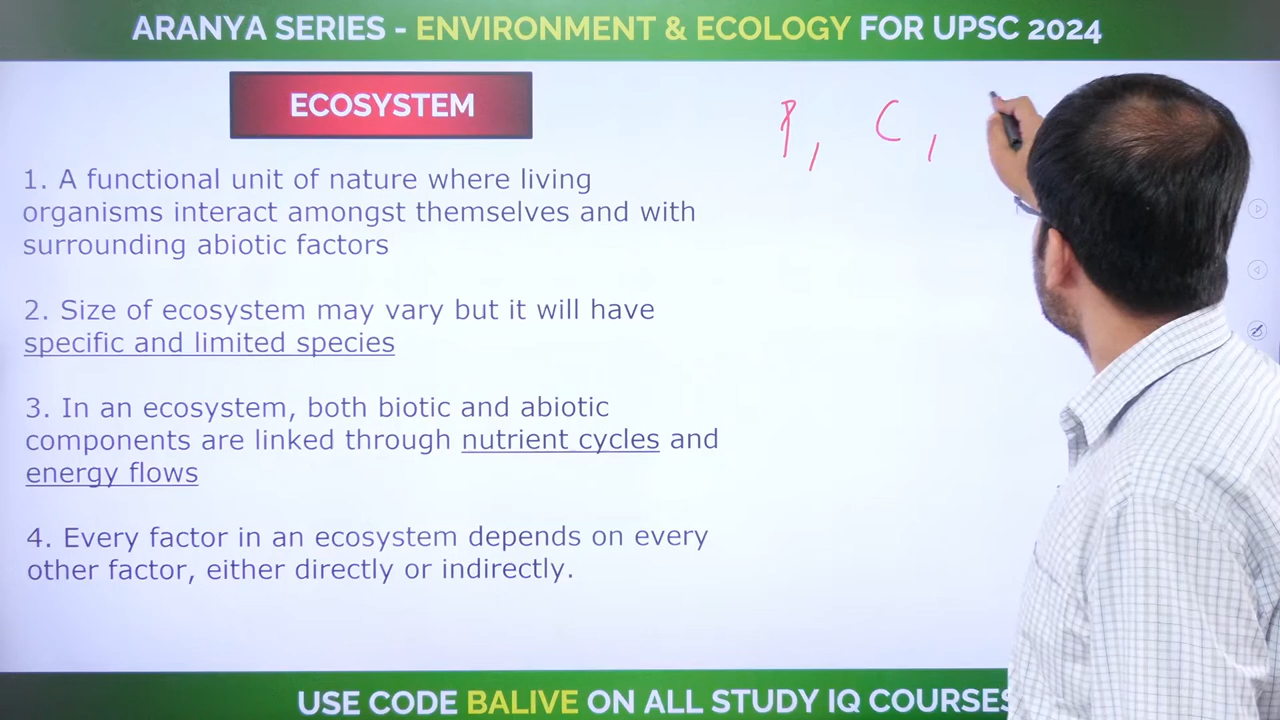 ARANYA SERIES - ENVIRONMENT & ECOLOGY FOR UPSC 2024
ECOSYSTEM
P, C,
1. A functional unit of nature where living
organisms interact amongst themselves and with
surrounding abiotic factors
2. Size of ecosystem may vary but it will have
specific and limited species
3. In an ecosystem, both biotic and abiotic
components are linked through nutrient cycles and
energy flows
4. Every factor in an ecosystem depends on every
other factor, either directly or indirectly.
USE CODE BALIVE ON ALL STUDY IQ COURSES